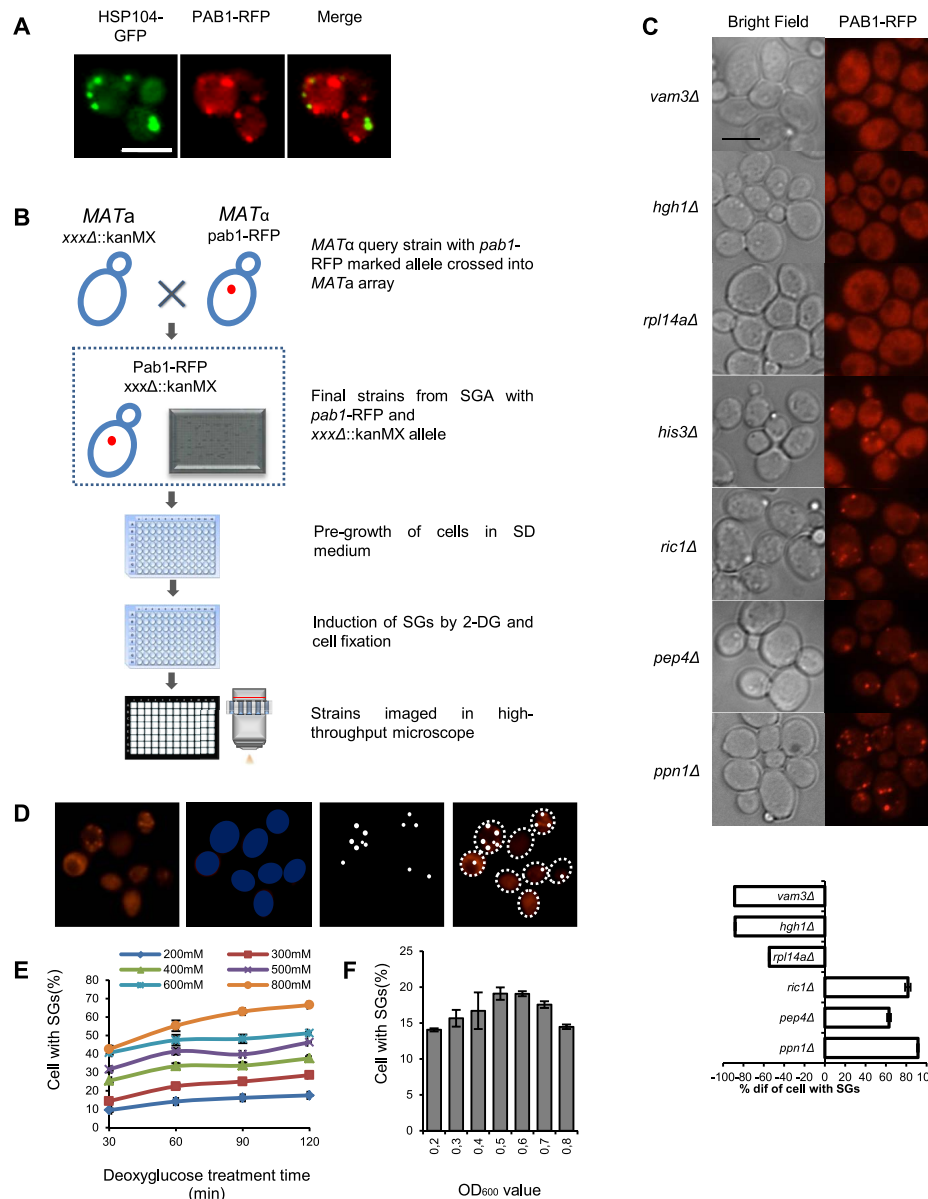 A
HSP104-
GFP
PAB1-RFP
Merge
B
MATa
xxxΔ::kanMX
MATα
pab1-RFP
MATα query strain with pab1-
RFP marked allele crossed into
MATa array
Pab1-RFP
xxxΔ::kanMX
Final strains from SGA with
pab1-RFP and
xxxΔ::kanMX allele
Pre-growth of cells in SD
medium
Induction of SGs by 2-DG and
cell fixation
Strains imaged in high-
throughput microscope
C
Bright Field
PAB1-RFP
vam3Δ
hgh1Δ
rpl14aΔ
his3Δ
ric1Δ
pep4Δ
ppn1Δ
vam3Δ
hgh1Δ
rpl14aΔ
ric1Δ
pep4Δ
ppn1Δ
-100 -80 -60 -40 -20 0 20 40 60 80 100
% dif of cell with SGs
D
E
200mM
300mM
400mM
500mM
600mM
800mM
Cell with SGs(%)
80
70
60
50
40
30
20
10
0
30 60 90 120
Deoxyglucose treatment time
(min)
F
Cell with SGs(%)
25
20
15
10
5
0
0,2 0,3 0,4 0,5 0,6 0,7 0,8
OD600 value